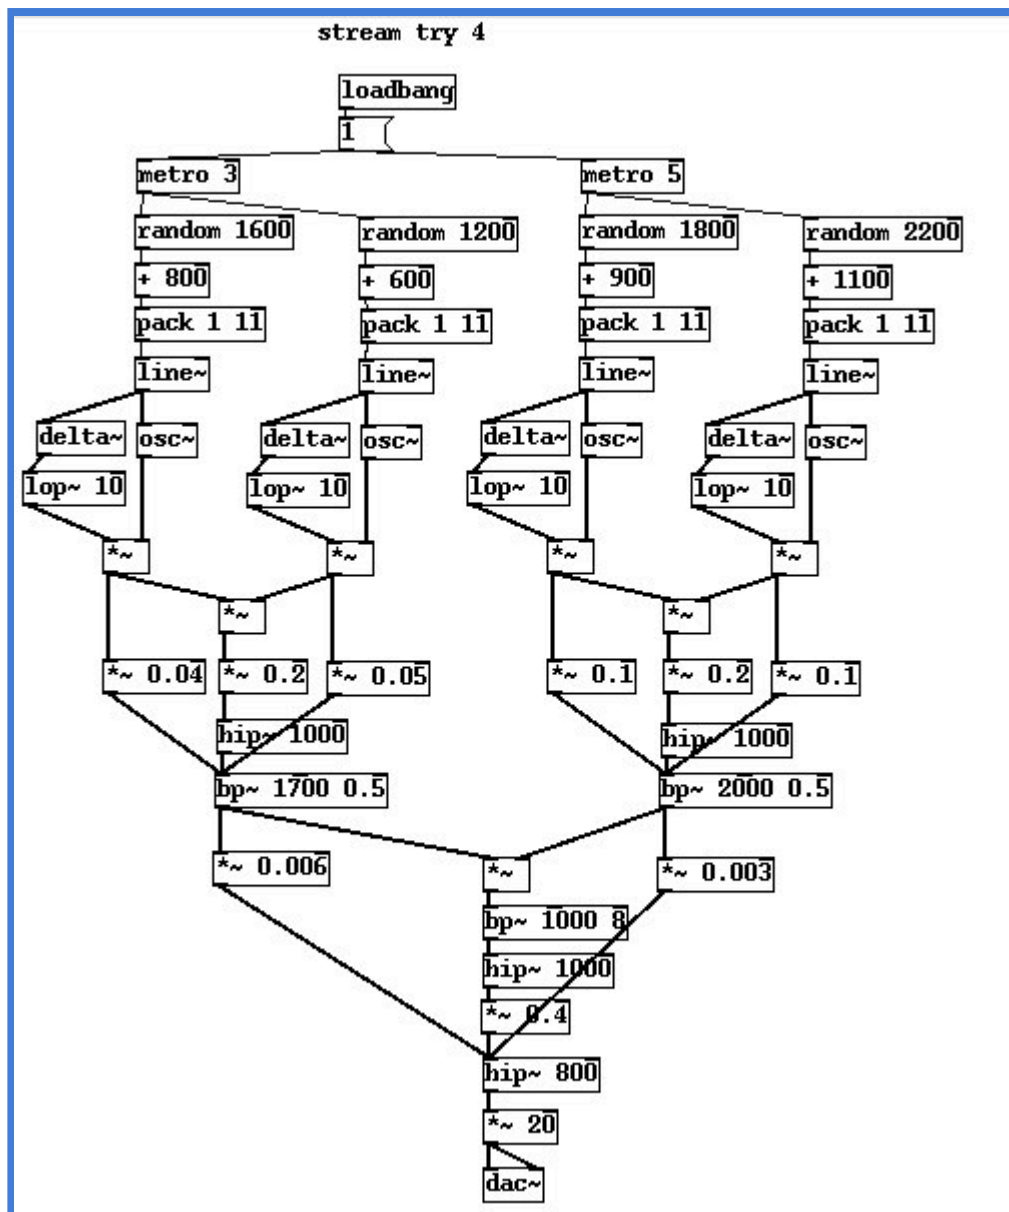 stream try 4
loadbang
1
metro 3 metro 5
random 1600 random 1200 random 1800 random 2200
+ 800 + 600 + 900 + 1100
pack 1 11 pack 1 11 pack 1 11 pack 1 11
line~ line~ line~ line~
delta~ osc~ delta~ osc~ delta~ osc~ delta~ osc~
lop~ 10 lop~ 10 lop~ 10 lop~ 10
*~ *~ *~ *~
*~ *~
*~ 0.04 *~ 0.2 *~ 0.05 *~ 0.1 *~ 0.2 *~ 0.1
hip~ 1000 hip~ 1000
bp~ 1700 0.5 bp~ 2000 0.5
*~ 0.006 *~ *~ 0.003
bp~ 1000 8
hip~ 1000
*~ 0.4
hip~ 800
*~ 20
dac~